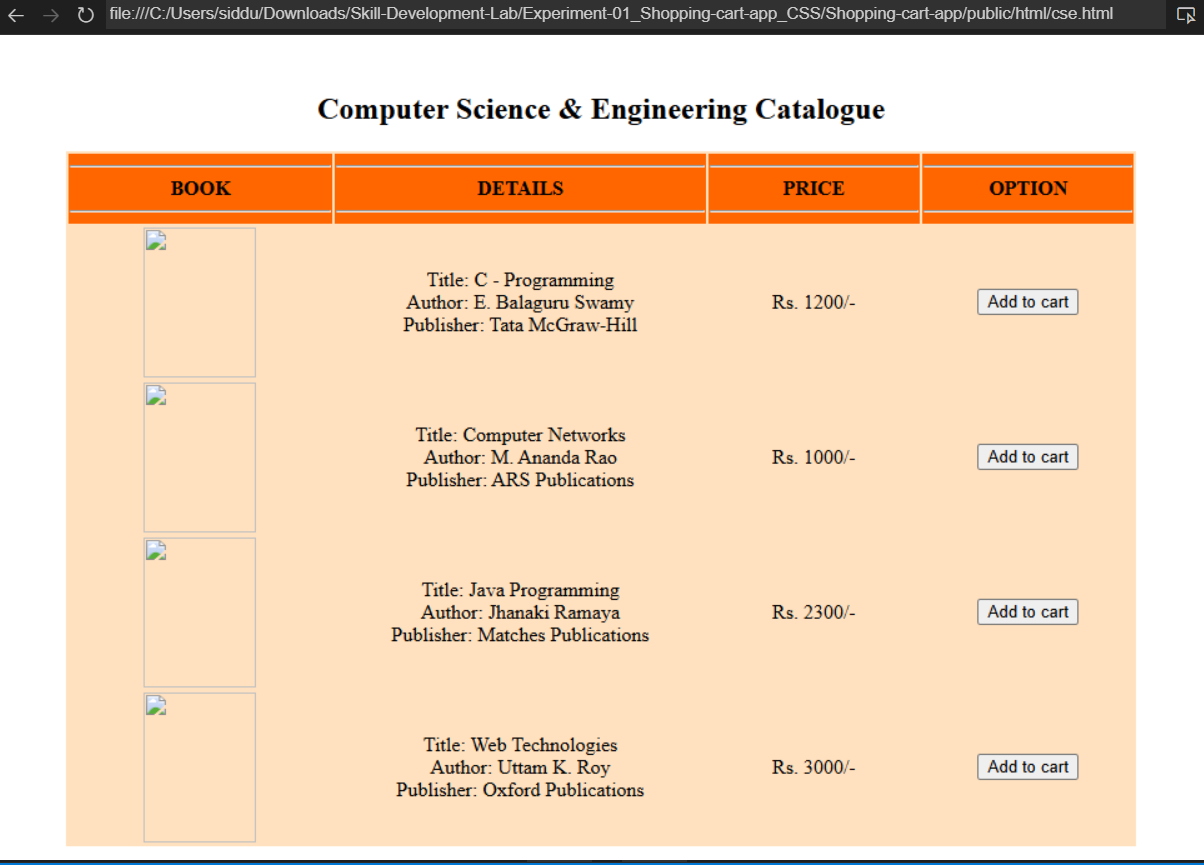 file:///C:/Users/siddu/Downloads/Skill-Development-Lab/Experiment-01_Shopping-cart-app_CSS/Shopping-cart-app/public/html/cse.html
Computer Science & Engineering Catalogue
BOOK DETAILS PRICE OPTION
Title: C - Programming
Author: E. Balaguru Swamy Rs. 1200/- Add to cart
Publisher: Tata McGraw-Hill
Title: Computer Networks
Author: M. Ananda Rao Rs. 1000/- Add to cart
Publisher: ARS Publications
Title: Java Programming
Author: Jhanaki Ramaya Rs. 2300/- Add to cart
Publisher: Matches Publications
Title: Web Technologies
Author: Uttam K. Roy Rs. 3000/- Add to cart
Publisher: Oxford Publications